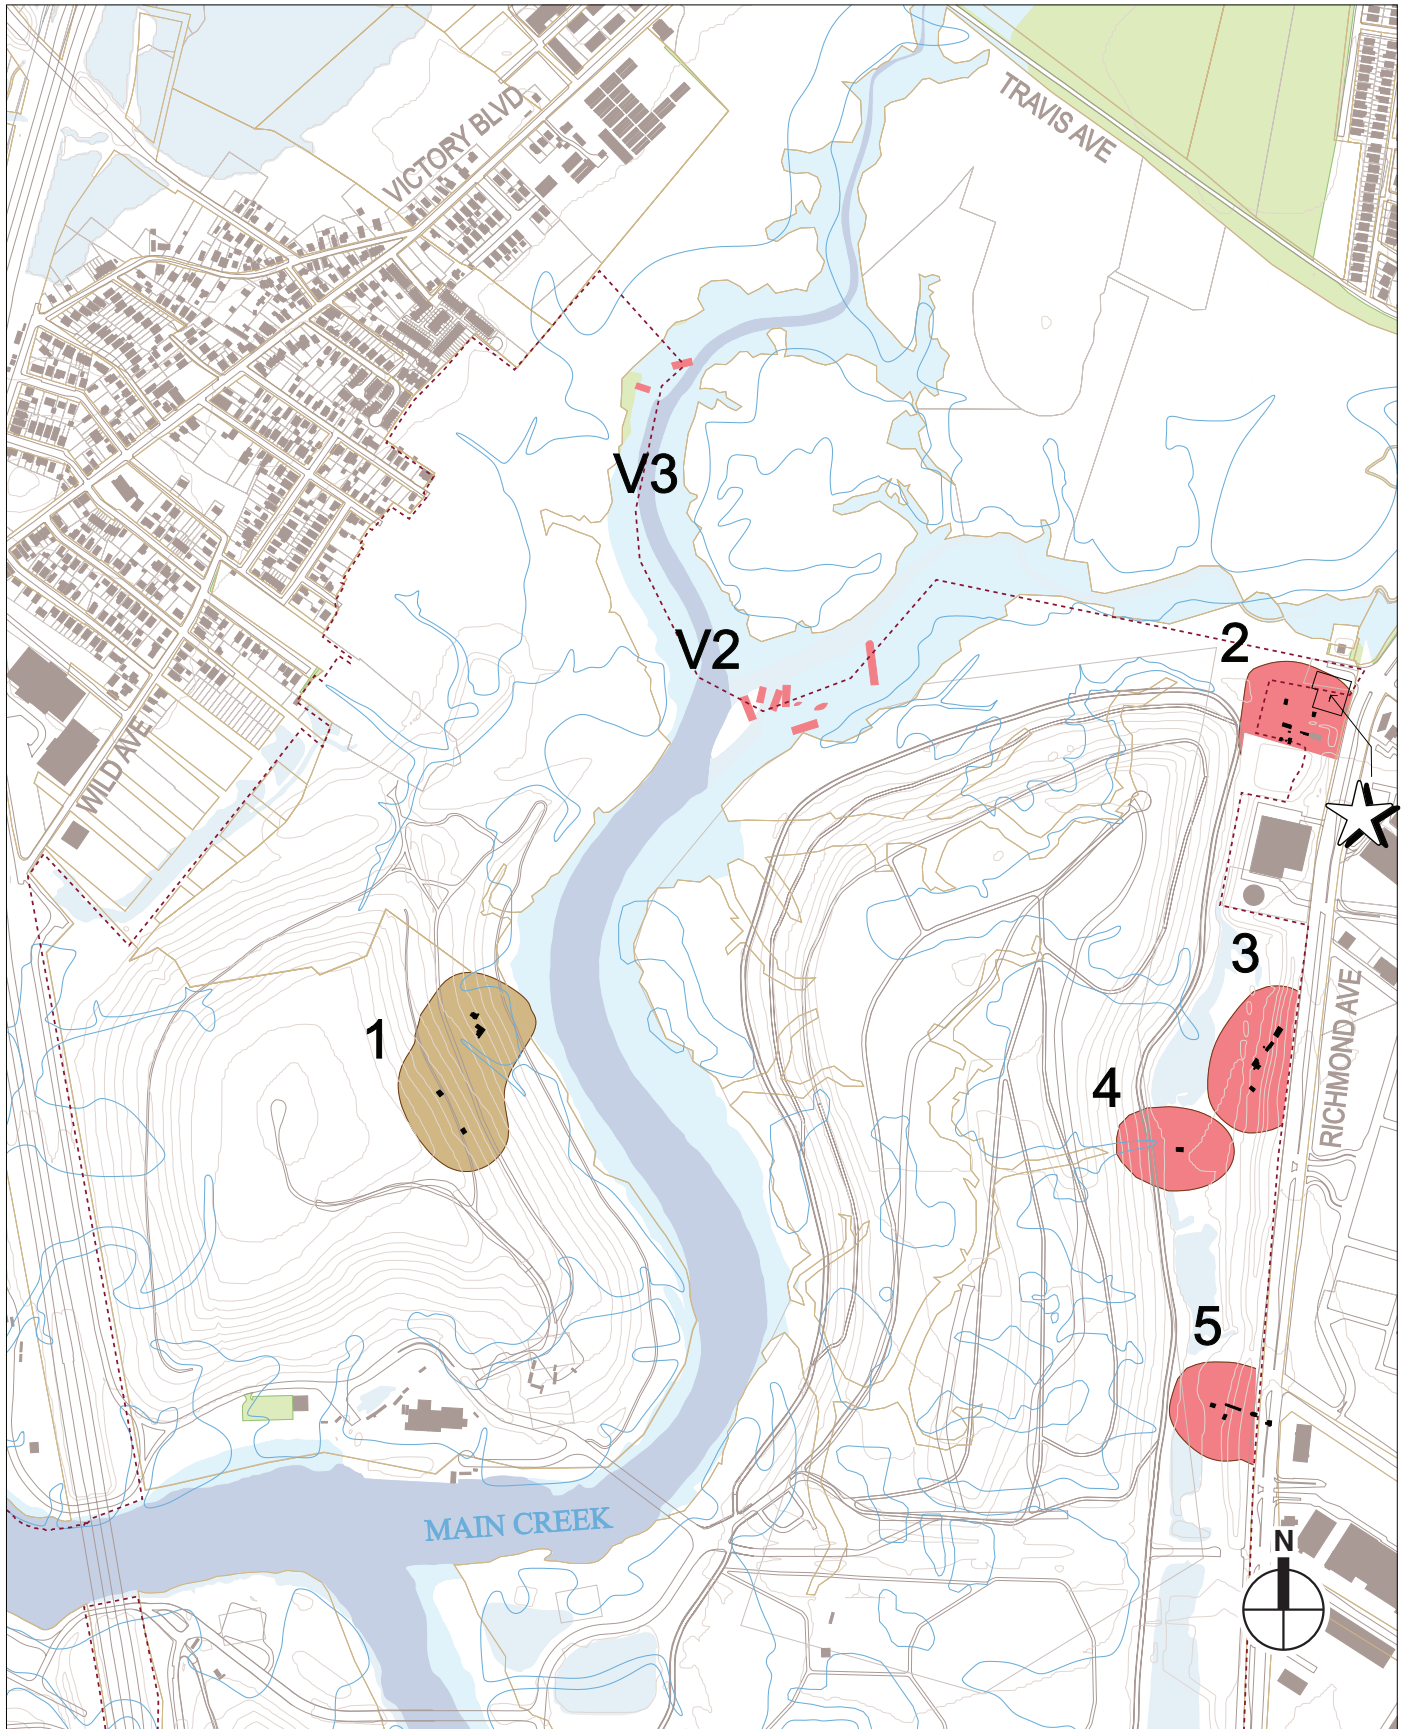 TRAVIS AVE
VICTORY BLVD
V3
V2
2
WILD AVE
3
1
RICHMOND AVE
4
5
MAIN CREEK
N